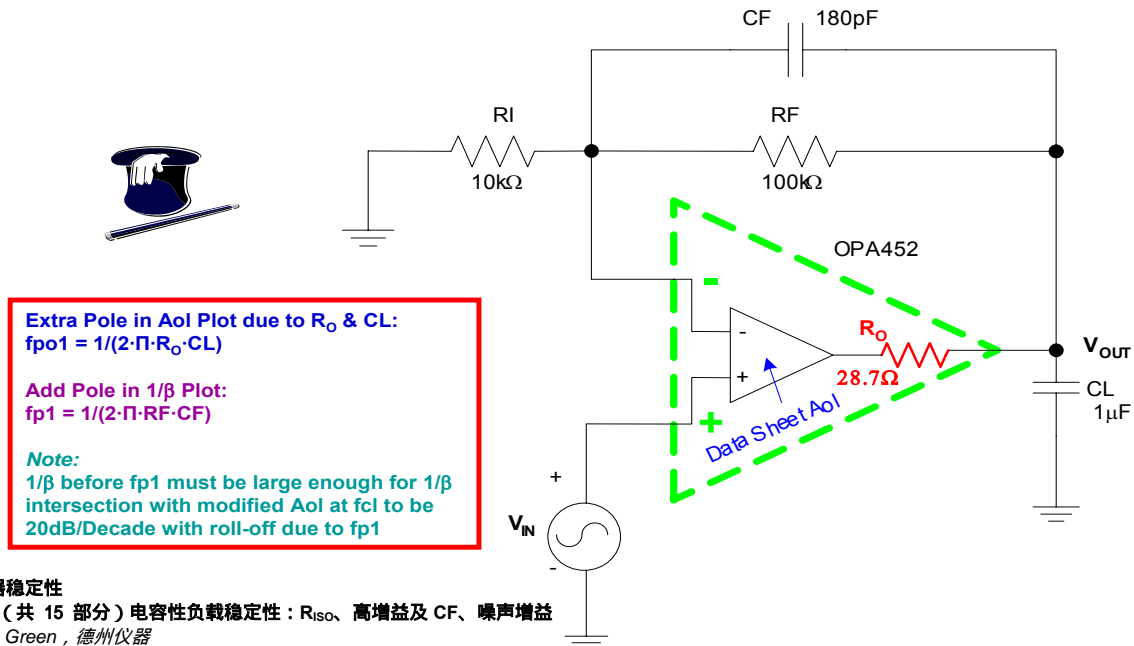 CF
180pF
RI
10kΩ
RF
100kΩ
OPA452
-
-
+
+
Data Sheet Aol
RO
28.7Ω
VOUT
CL
1μF
+
VIN
-
Extra Pole in Aol Plot due to RO & CL:
fpo1 = 1/(2·Π·RO·CL)
Add Pole in 1/β Plot:
fp1 = 1/(2·Π·RF·CF)
Note:
1/β before fp1 must be large enough for 1/β
intersection with modified Aol at fcl to be
20dB/Decade with roll-off due to fp1
器稳定性
（共 15 部分）电容性负载稳定性：RISO、高增益及 CF、噪声增益
Green，德州仪器